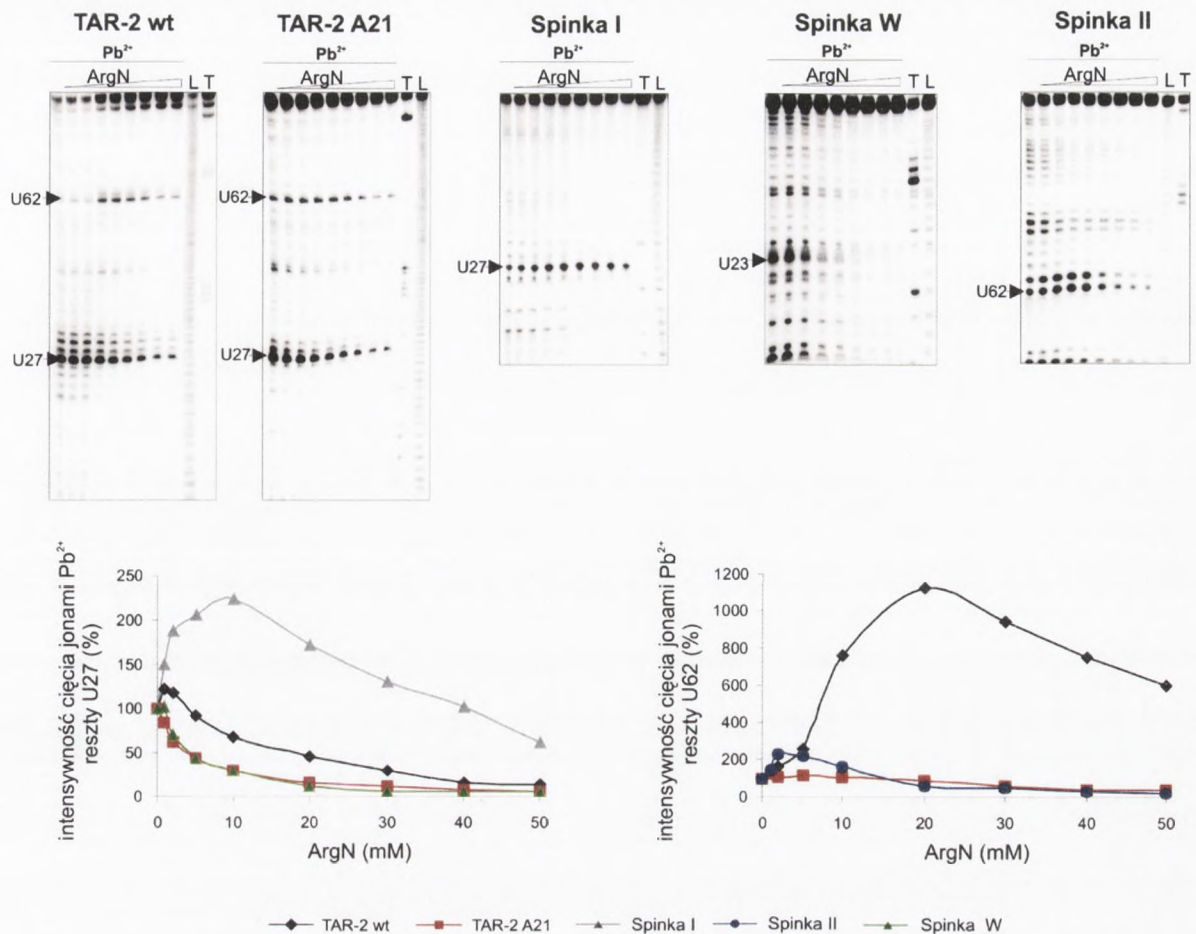 TAR-2 wt
Pb²⁺
ArgN
L T
U62
U27
TAR-2 A21
Pb²⁺
ArgN
T L
U62
U27
Spinka I
Pb²⁺
ArgN
T L
U27
Spinka W
Pb²⁺
ArgN
T L
U23
Spinka II
Pb²⁺
ArgN
L T
U62
intensywność cięcia jonami Pb²⁺
reszty U27 (%)
250
200
150
100
50
0
0 10 20 30 40 50
ArgN (mM)
intensywność cięcia jonami Pb²⁺
reszty U62 (%)
1200
1000
800
600
400
200
0
0 10 20 30 40 50
ArgN (mM)
TAR-2 wt TAR-2 A21 Spinka I Spinka II Spinka W